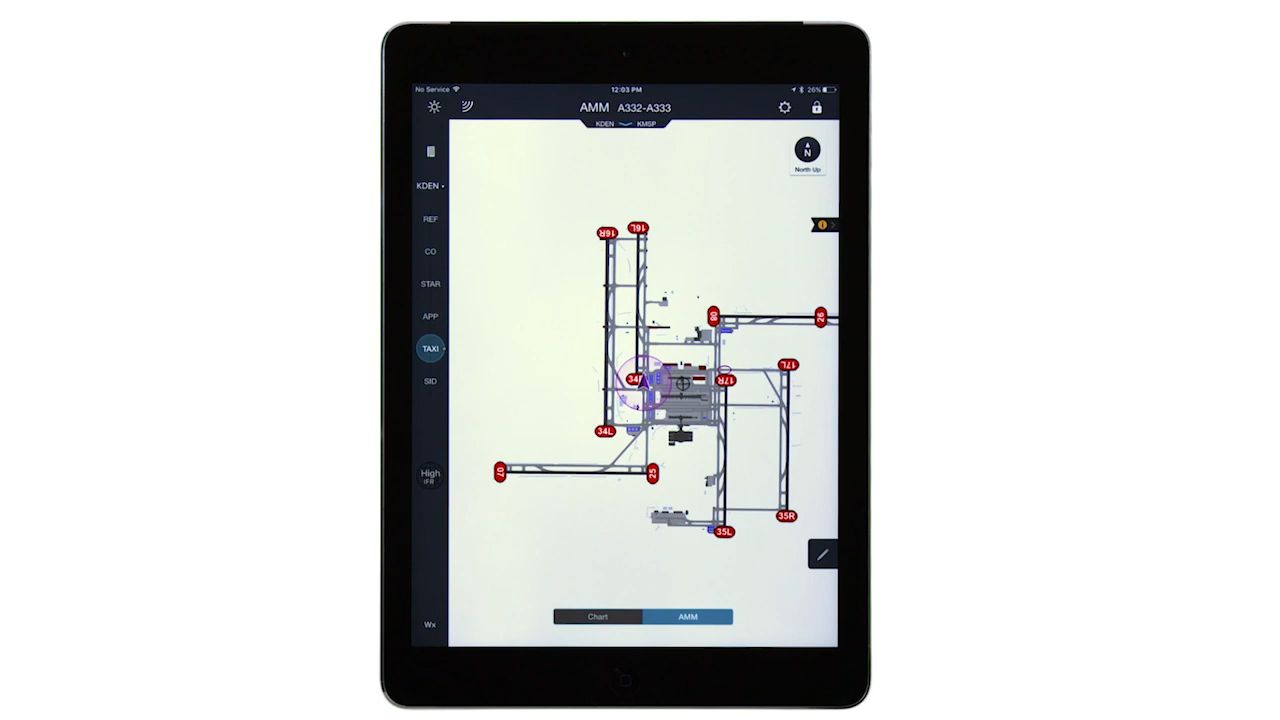 No Service 12:03 PM 26%
AMM A332-A333
KDEN KMSP
N
North Up
KDEN
REF
CO
STAR
APP
TAXI
SID
High
IFR
Wx
16R 16L
08 26
17L
34R 17R
34L
07 25
35R
35L
Chart AMM